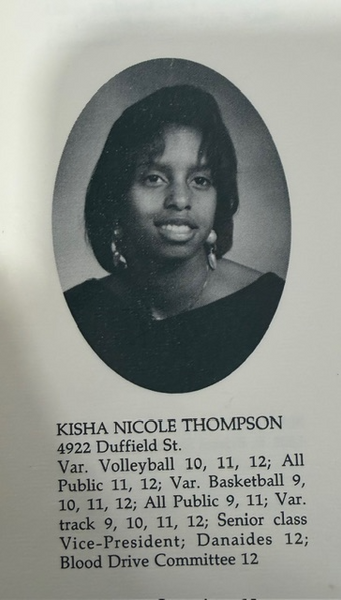 KISHA NICOLE THOMPSON
4922 Duffield St.
Var. Volleyball 10, 11, 12; All
Public 11, 12; Var. Basketball 9,
10, 11, 12; All Public 9, 11; Var.
track 9, 10, 11, 12; Senior class
Vice-President; Danaides 12;
Blood Drive Committee 12